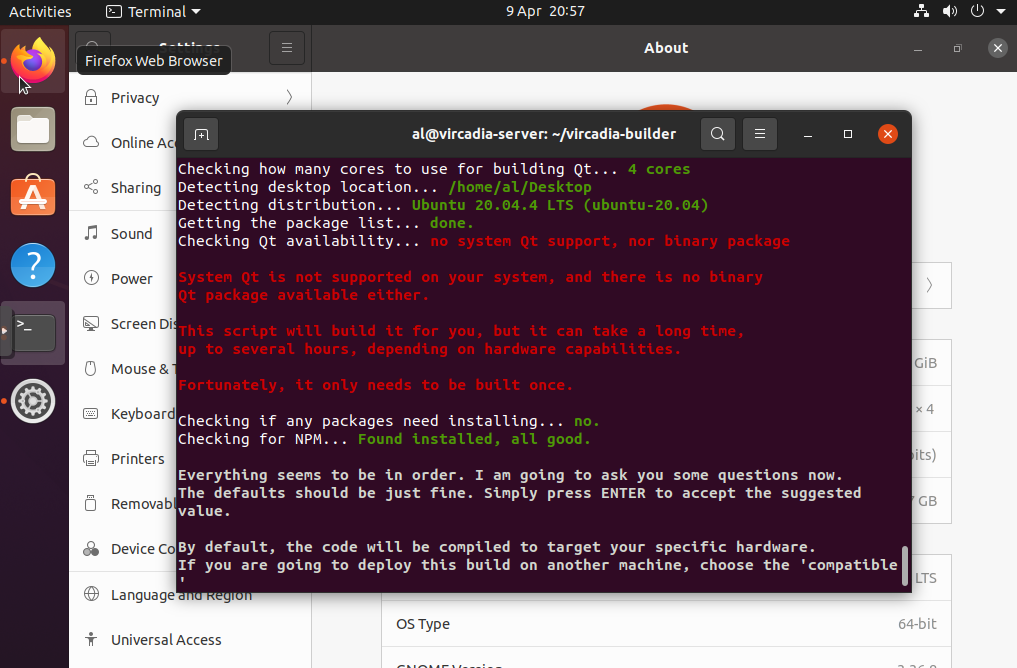 Activities
Terminal
9 Apr 20:57
Settings
About
Firefox Web Browser
Privacy
Online Ac
Sharing
Sound
Power
Screen Dis
Mouse & T
Keyboard
Printers
Removabl
Device Co
Language and Region
Universal Access
al@vircadia-server: ~/vircadia-builder
Checking how many cores to use for building Qt... 4 cores
Detecting desktop location... /home/al/Desktop
Detecting distribution... Ubuntu 20.04.4 LTS (ubuntu-20.04)
Getting the package list... done.
Checking Qt availability... no system Qt support, nor binary package
System Qt is not supported on your system, and there is no binary
Qt package available either.
This script will build it for you, but it can take a long time,
up to several hours, depending on hardware capabilities.
Fortunately, it only needs to be built once.
Checking if any packages need installing... no.
Checking for NPM... Found installed, all good.
Everything seems to be in order. I am going to ask you some questions now.
The defaults should be just fine. Simply press ENTER to accept the suggested
value.
By default, the code will be compiled to target your specific hardware.
If you are going to deploy this build on another machine, choose the 'compatible
'
GiB
× 4
bits)
7 GB
LTS
OS Type
64-bit
GNOME Version
3.36.8